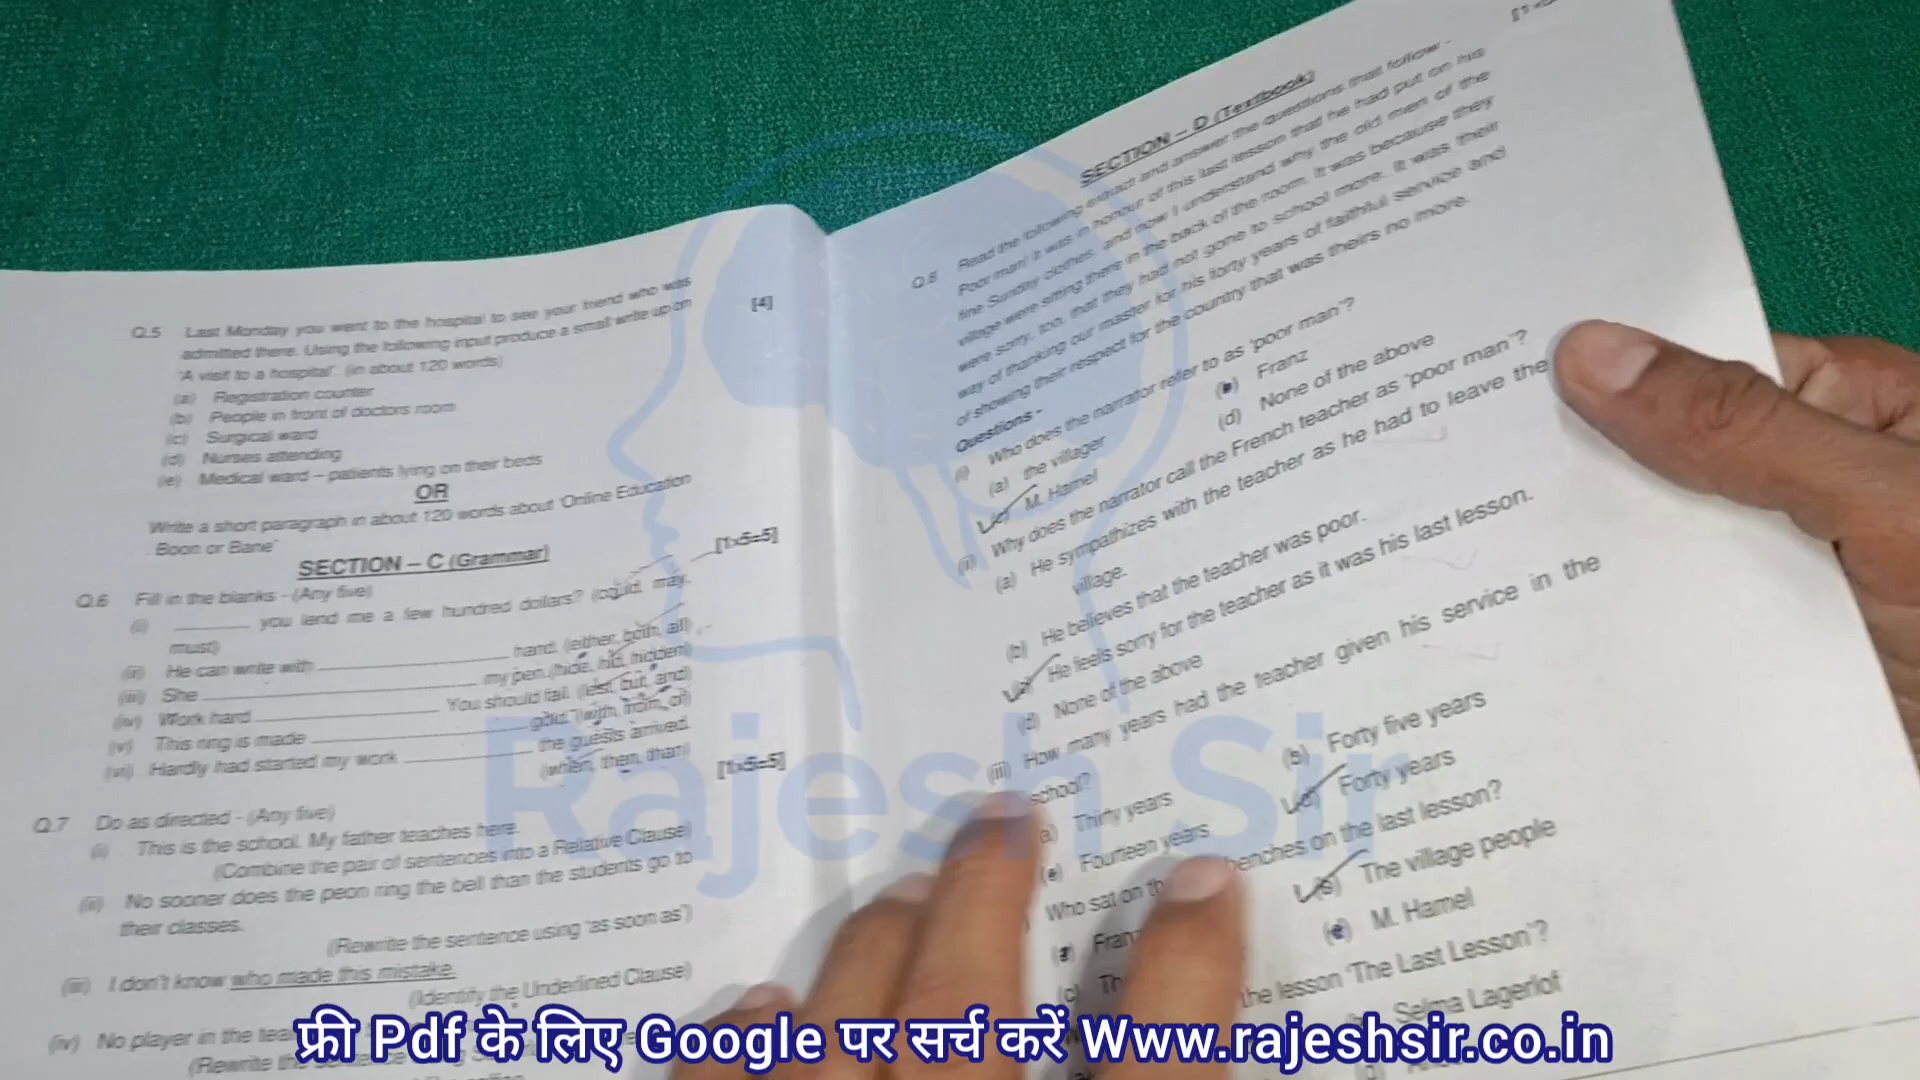 Q.5 Last Monday you went to the hospital to see your friend who was [4]
admitted there. Using the following input produce a small write up on
'A visit to a hospital' (in about 120 words)
(a) Registration counter
(b) People in front of doctors room
(c) Surgical ward
(d) Nurses attending
(e) Medical ward – patients lying on their beds
OR
Write a short paragraph in about 120 words about 'Online Education
Boon or Bane'
SECTION – C (Grammar)
Q.6 Fill in the blanks - (Any five) [1×5=5]
(i) ________ you lend me a few hundred dollars? (could, may,
must)
(ii) He can write with ________ hand. (either, both, all)
(iii) She ________ my pen. (hide, hid, hidden)
(iv) Work hard ________ You should fail. (lest, but, and)
(v) This ring is made ________ gold. (with, from, of)
(vi) Hardly had started my work ________ the guests arrived.
(when, then, than)
Q.7 Do as directed - (Any five) [1×5=5]
(i) This is the school. My father teaches here.
(Combine the pair of sentences into a Relative Clause)
(ii) No sooner does the peon ring the bell than the students go to
their classes.
(Rewrite the sentence using 'as soon as')
(iii) I don't know who made this mistake.
(Identify the Underlined Clause)
(iv) No player in the
(Rewrite the
SECTION – D (Textbook)
Q.8 Read the following extract and answer the questions that follow -
Poor man! It was in honour of this last lesson that he had put on his
fine Sunday clothes, and now I understand why the old men of the
village were sitting there in the back of the room. It was because they
were sorry, too, that they had not gone to school more. It was their
way of thanking our master for his forty years of faithful service and
of showing their respect for the country that was theirs no more.
Questions -
(i) Who does the narrator refer to as 'poor man'?
(a) the villager (b) Franz
(c) M. Hamel (d) None of the above
(ii) Why does the narrator call the French teacher as 'poor man'?
(a) He sympathizes with the teacher as he had to leave the
village.
(b) He believes that the teacher was poor.
(c) He feels sorry for the teacher as it was his last lesson.
(d) None of the above
(iii) How many years had the teacher given his service in the
school?
(a) Thirty years (b) Forty five years
(c) Fourteen years (d) Forty years
Who sat on benches on the last lesson?
(a) (b) The village people
(c) (d) M. Hamel
the lesson 'The Last Lesson'?
Selma Lagerlof
Rajesh Sir
फ्री Pdf के लिए Google पर सर्च करें Www.rajeshsir.co.in